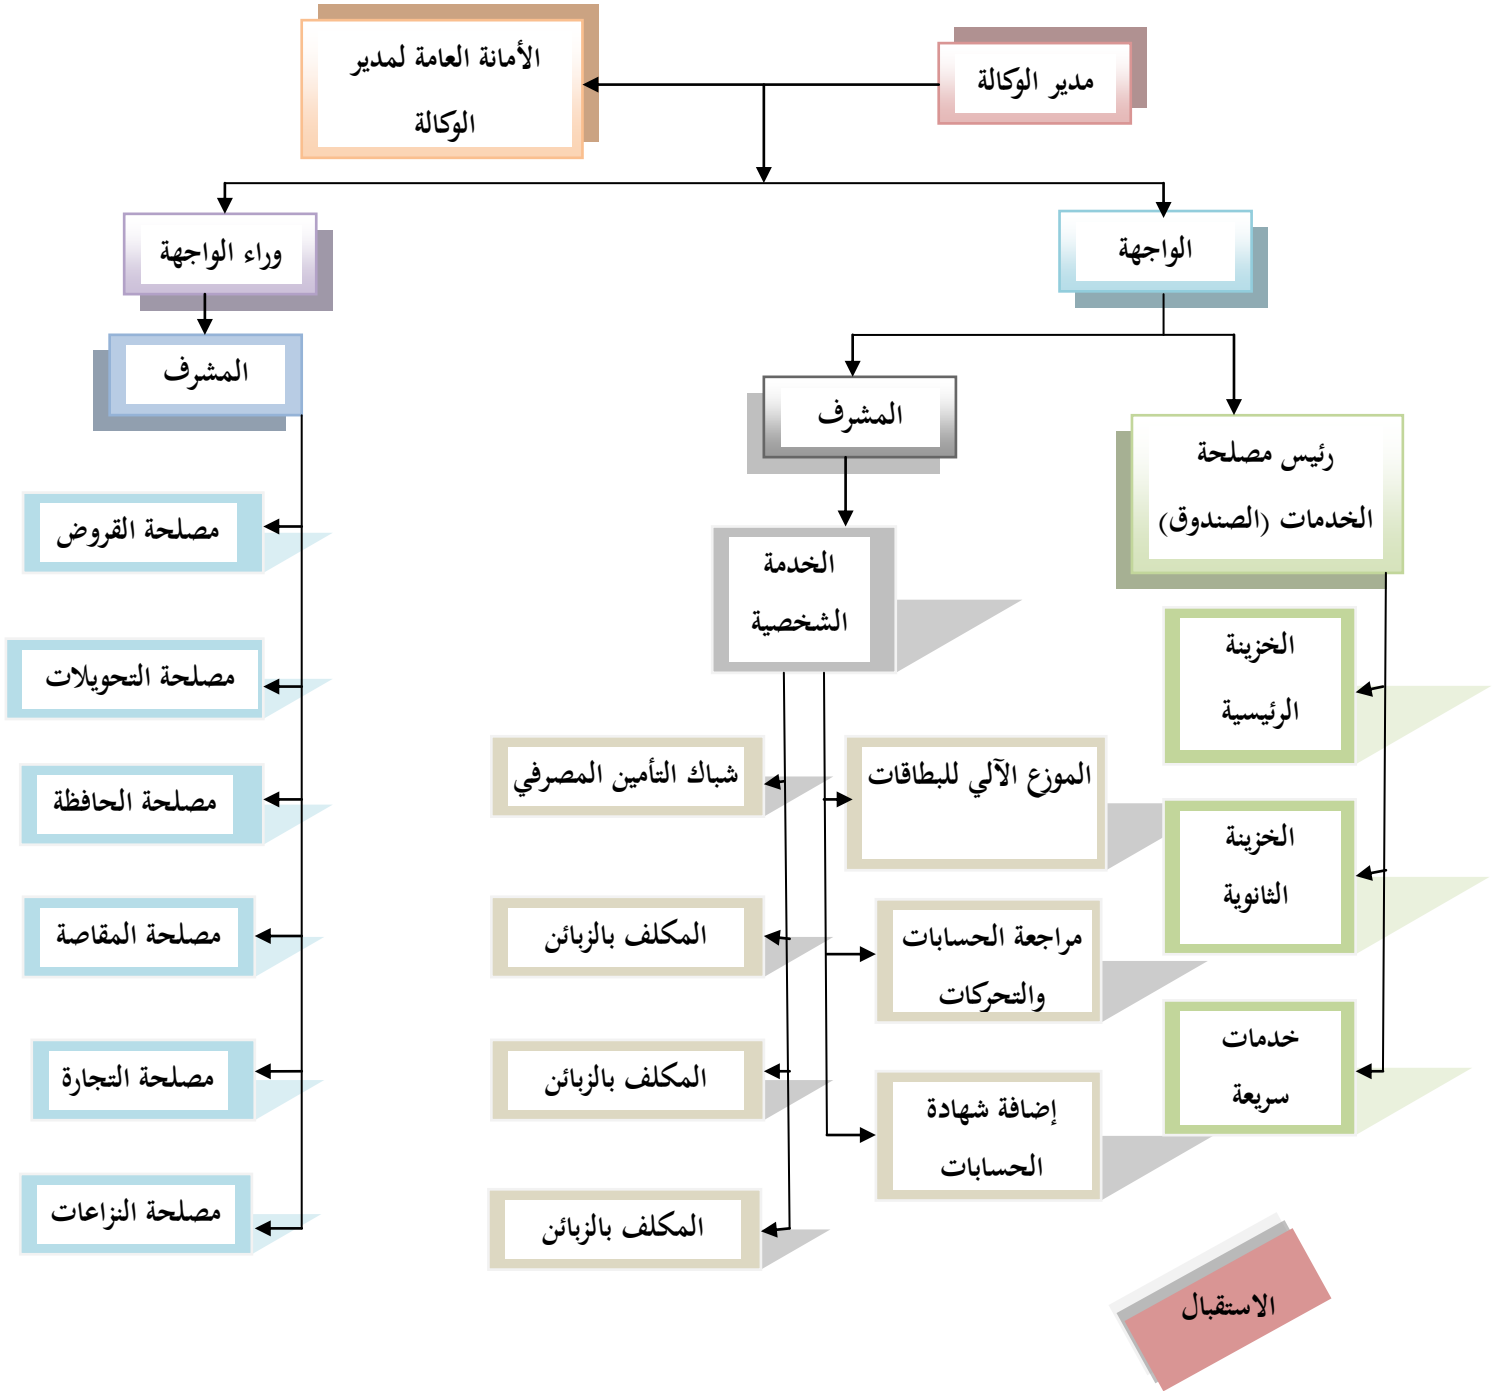 مدير الوكالة
الأمانة العامة لمدير
الوكالة
الواجهة
وراء الواجهة
رئيس مصلحة
الخدمات (الصندوق)
المشرف
المشرف
الخزينة
الرئيسية
الخزينة
الثانوية
خدمات
سريعة
الخدمة
الشخصية
الموزع الآلي للبطاقات
مراجعة الحسابات
والتحركات
إضافة شهادة
الحسابات
شباك التأمين المصرفي
المكلف بالزبائن
المكلف بالزبائن
المكلف بالزبائن
مصلحة القروض
مصلحة التحويلات
مصلحة الحافظة
مصلحة المقاصة
مصلحة التجارة
مصلحة النزاعات
الاستقبال